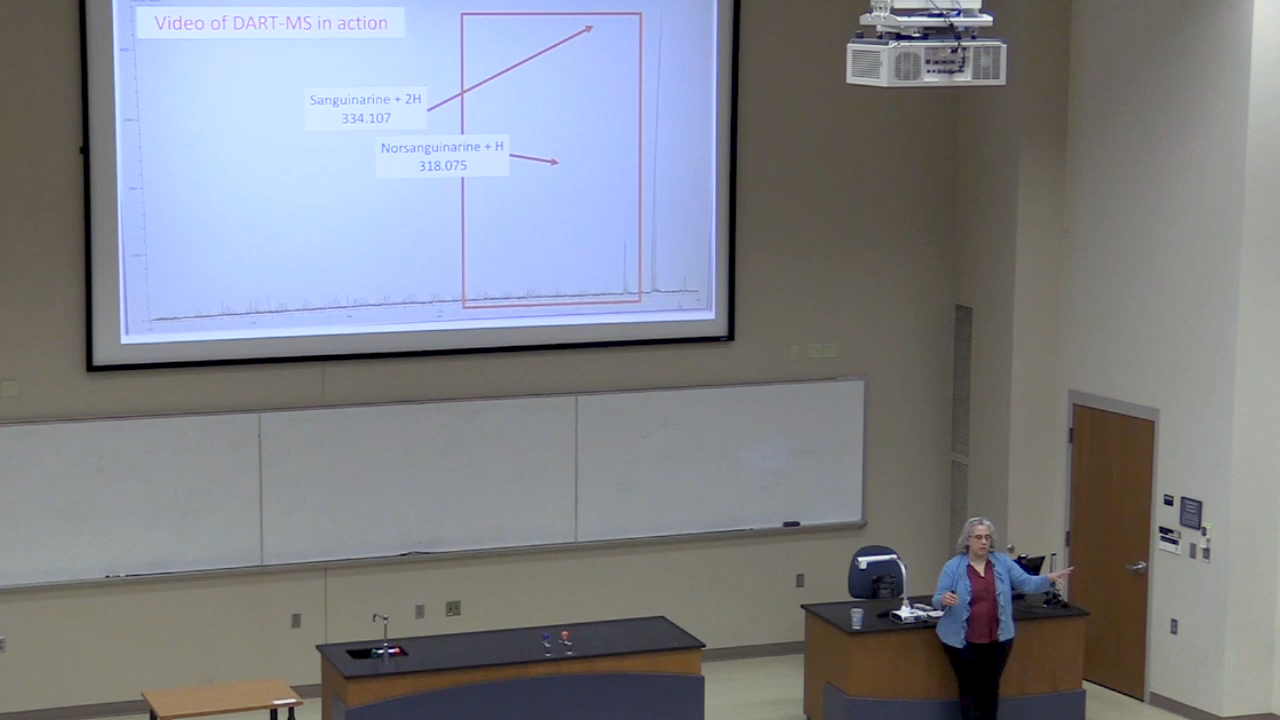 Video of DART-MS in action
Sanguinarine + 2H
334.107
Norsanguinarine + H
318.075